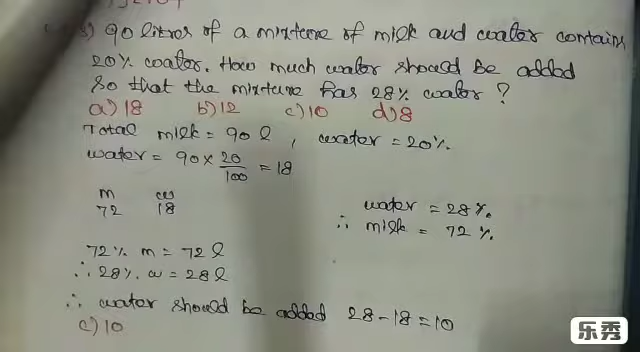 3) 90 litres of a mixture of milk and water contains
20% water. How much water should be added
so that the mixture has 28% water?
a) 18 b) 12 c) 10 d) 8
Total milk = 90 l, water = 20%.
water = 90 × 20/100 = 18
m w
72 18
water = 28%.
∴ milk = 72%.
72% m = 72 l
∴ 28% w = 28 l
∴ water should be added 28 - 18 = 10
c) 10
乐秀